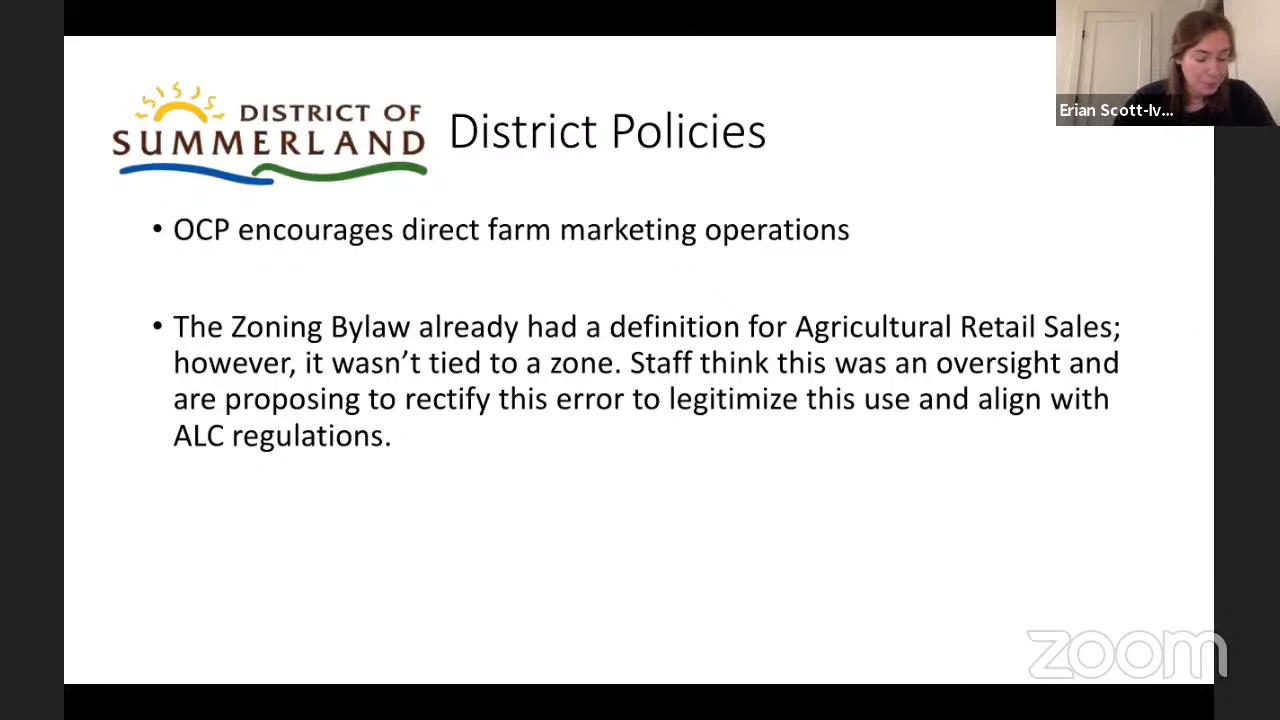 Erian Scott-Iv...
DISTRICT OF
SUMMERLAND
District Policies
• OCP encourages direct farm marketing operations
• The Zoning Bylaw already had a definition for Agricultural Retail Sales;
however, it wasn’t tied to a zone. Staff think this was an oversight and
are proposing to rectify this error to legitimize this use and align with
ALC regulations.
zoom